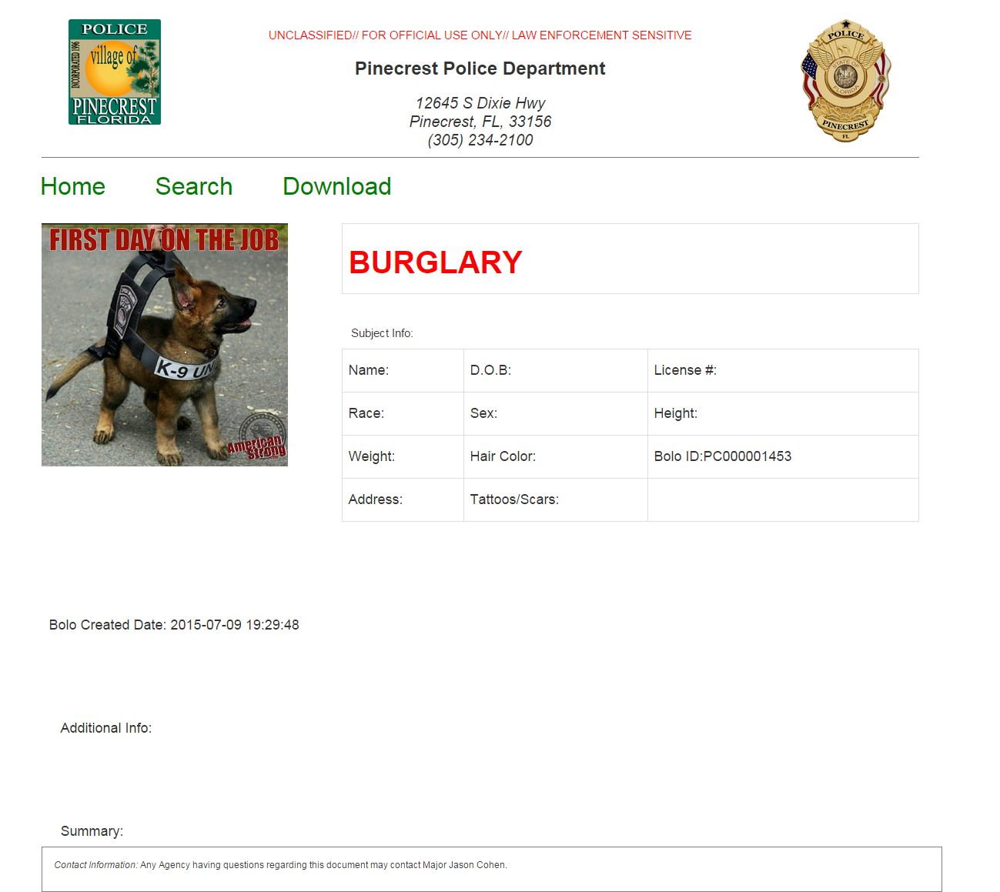 POLICE
INCORPORATED 1996
village of
PINECREST
FLORIDA
UNCLASSIFIED// FOR OFFICIAL USE ONLY// LAW ENFORCEMENT SENSITIVE
Pinecrest Police Department
12645 S Dixie Hwy
Pinecrest, FL, 33156
(305) 234-2100
POLICE
STATE OF
FLORIDA
PINECREST
FL
Home Search Download
FIRST DAY ON THE JOB
K-9 UNI
American
Strong
BURGLARY
Subject Info:
Name: D.O.B: License #:
Race: Sex: Height:
Weight: Hair Color: Bolo ID:PC000001453
Address: Tattoos/Scars:
Bolo Created Date: 2015-07-09 19:29:48
Additional Info:
Summary:
Contact Information: Any Agency having questions regarding this document may contact Major Jason Cohen.